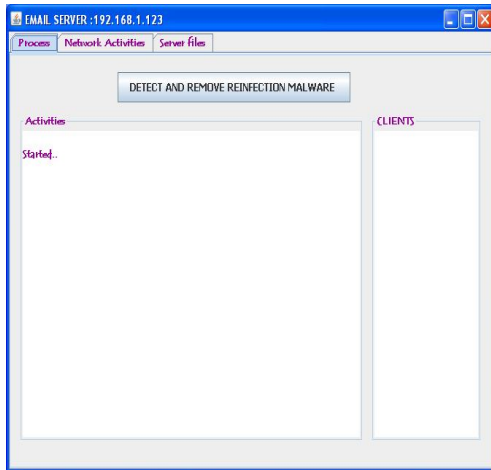 EMAIL SERVER :192.168.1.123
Process Network Activities Server files
DETECT AND REMOVE REINFECTION MALWARE
Activities CLIENTS
Started..